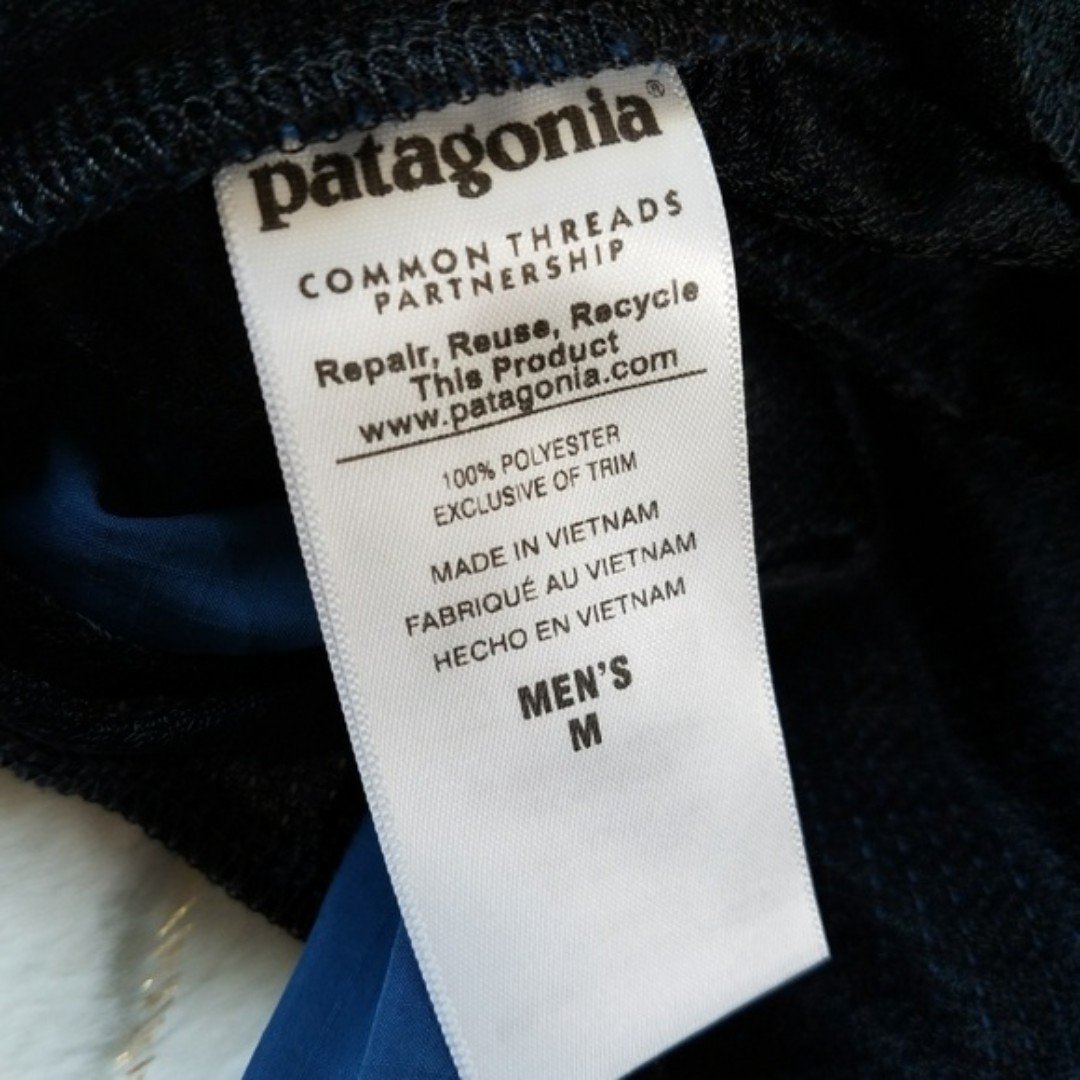 patagonia®
COMMON THREADS
PARTNERSHIP
Repair, Reuse, Recycle
This Product
www.patagonia.com
100% POLYESTER
EXCLUSIVE OF TRIM
MADE IN VIETNAM
FABRIQUÉ AU VIETNAM
HECHO EN VIETNAM
MEN'S
M